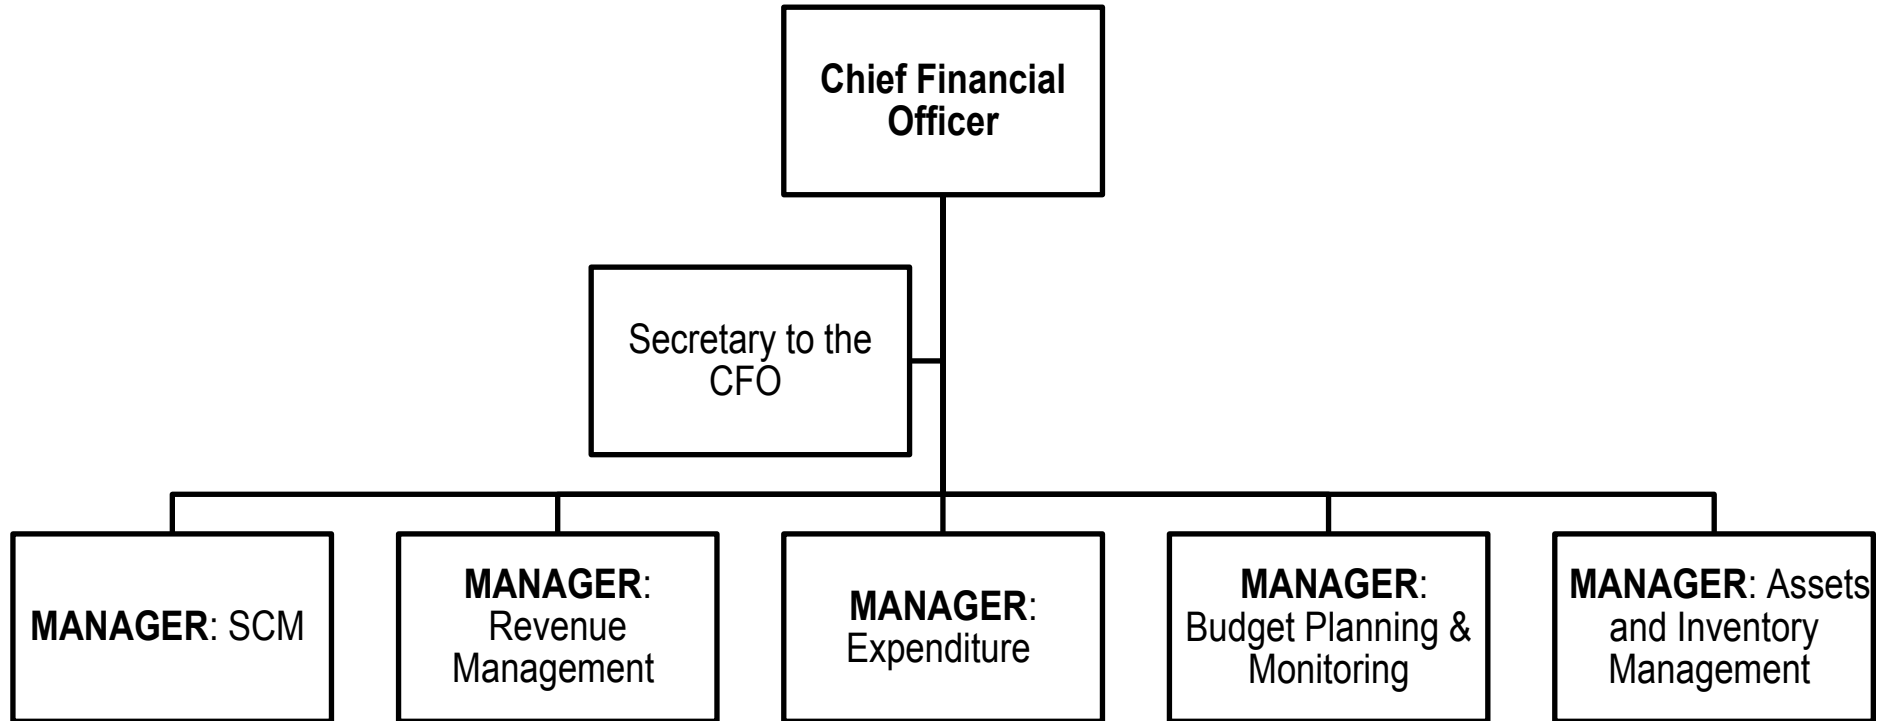 Chief Financial
Officer
Secretary to the
CFO
MANAGER: SCM
MANAGER:
Revenue
Management
MANAGER:
Expenditure
MANAGER:
Budget Planning &
Monitoring
MANAGER: Assets
and Inventory
Management